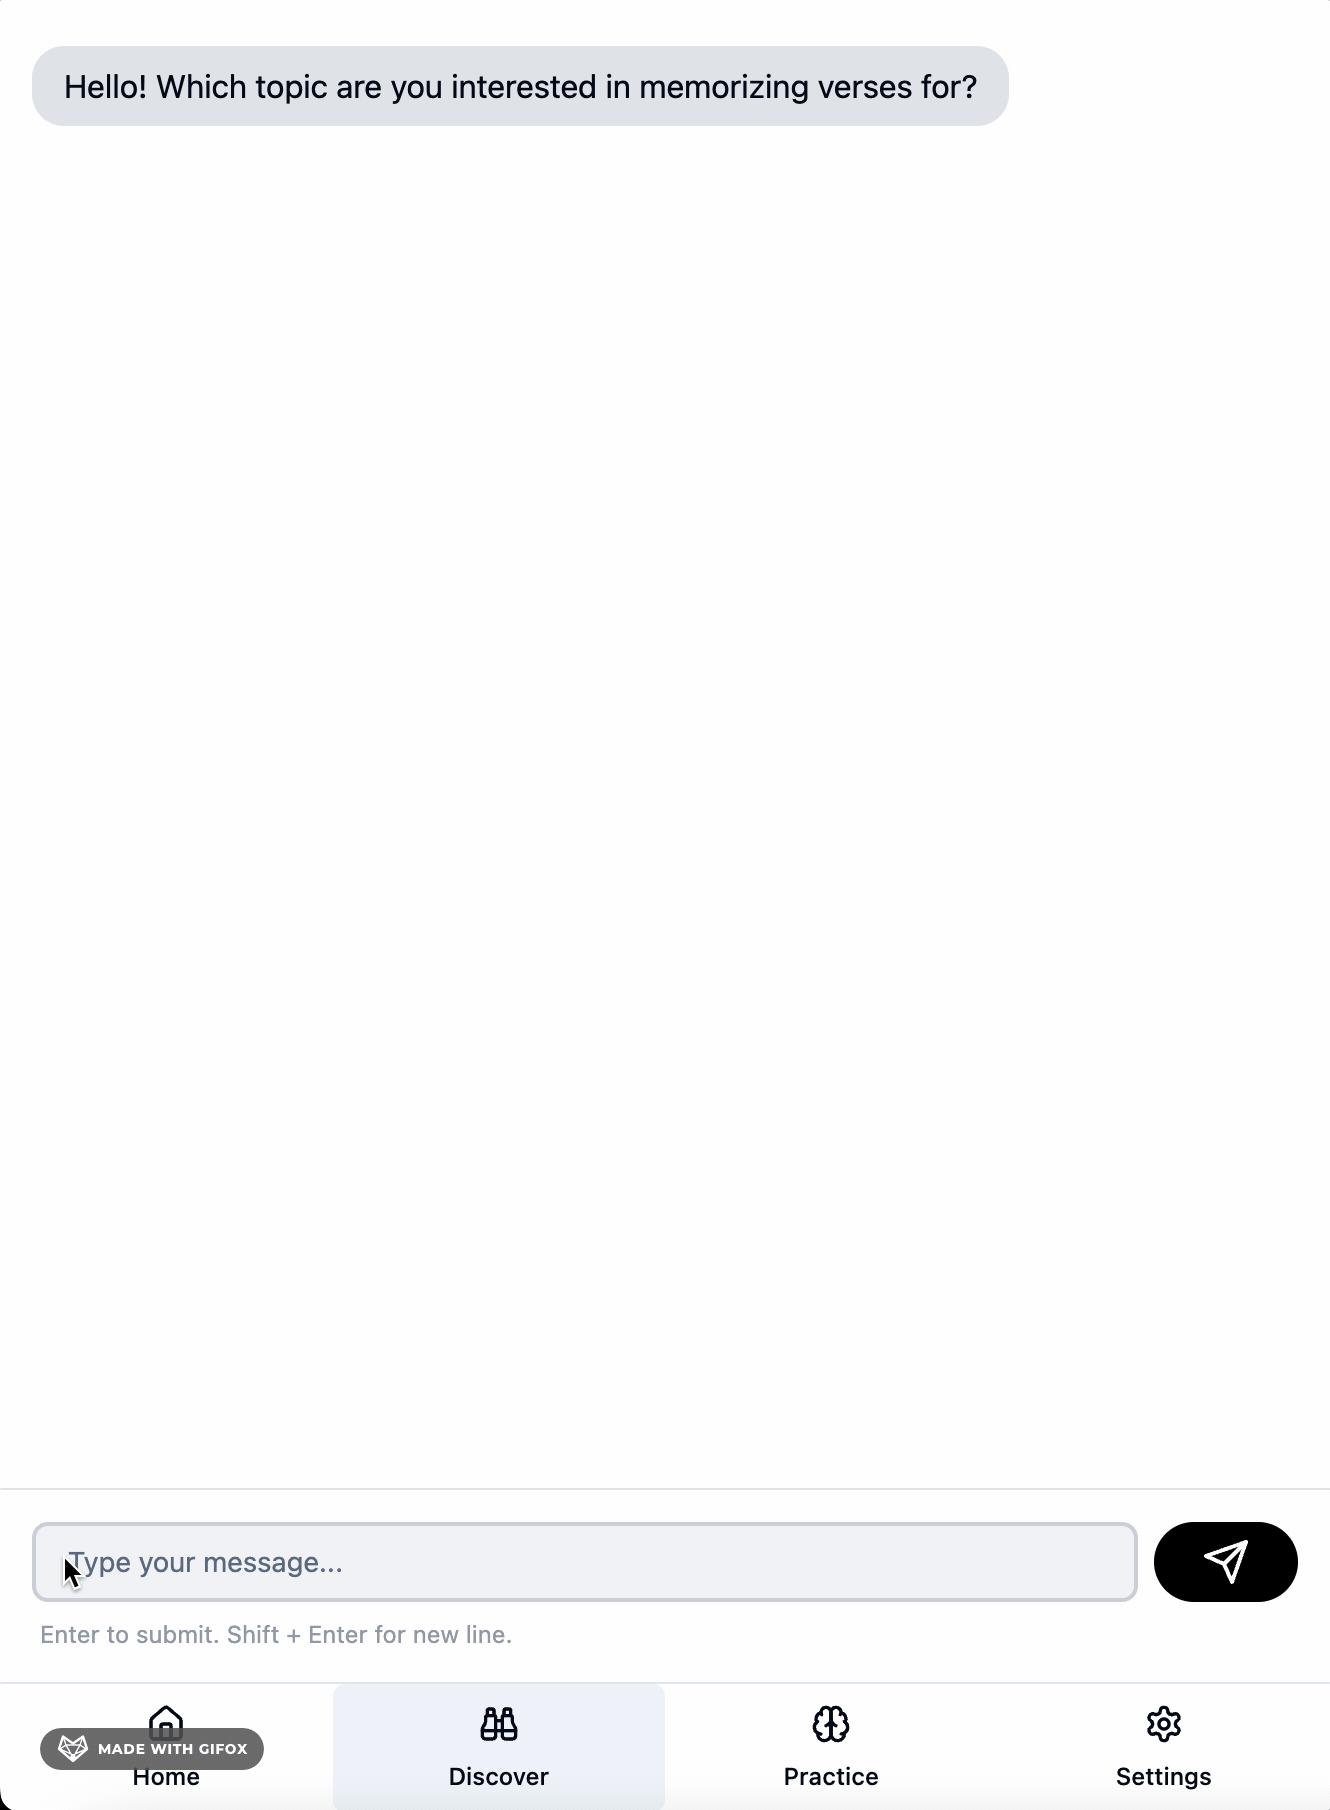 Hello! Which topic are you interested in memorizing verses for?
Type your message...
Enter to submit. Shift + Enter for new line.
MADE WITH GIFOX
Home
Discover
Practice
Settings